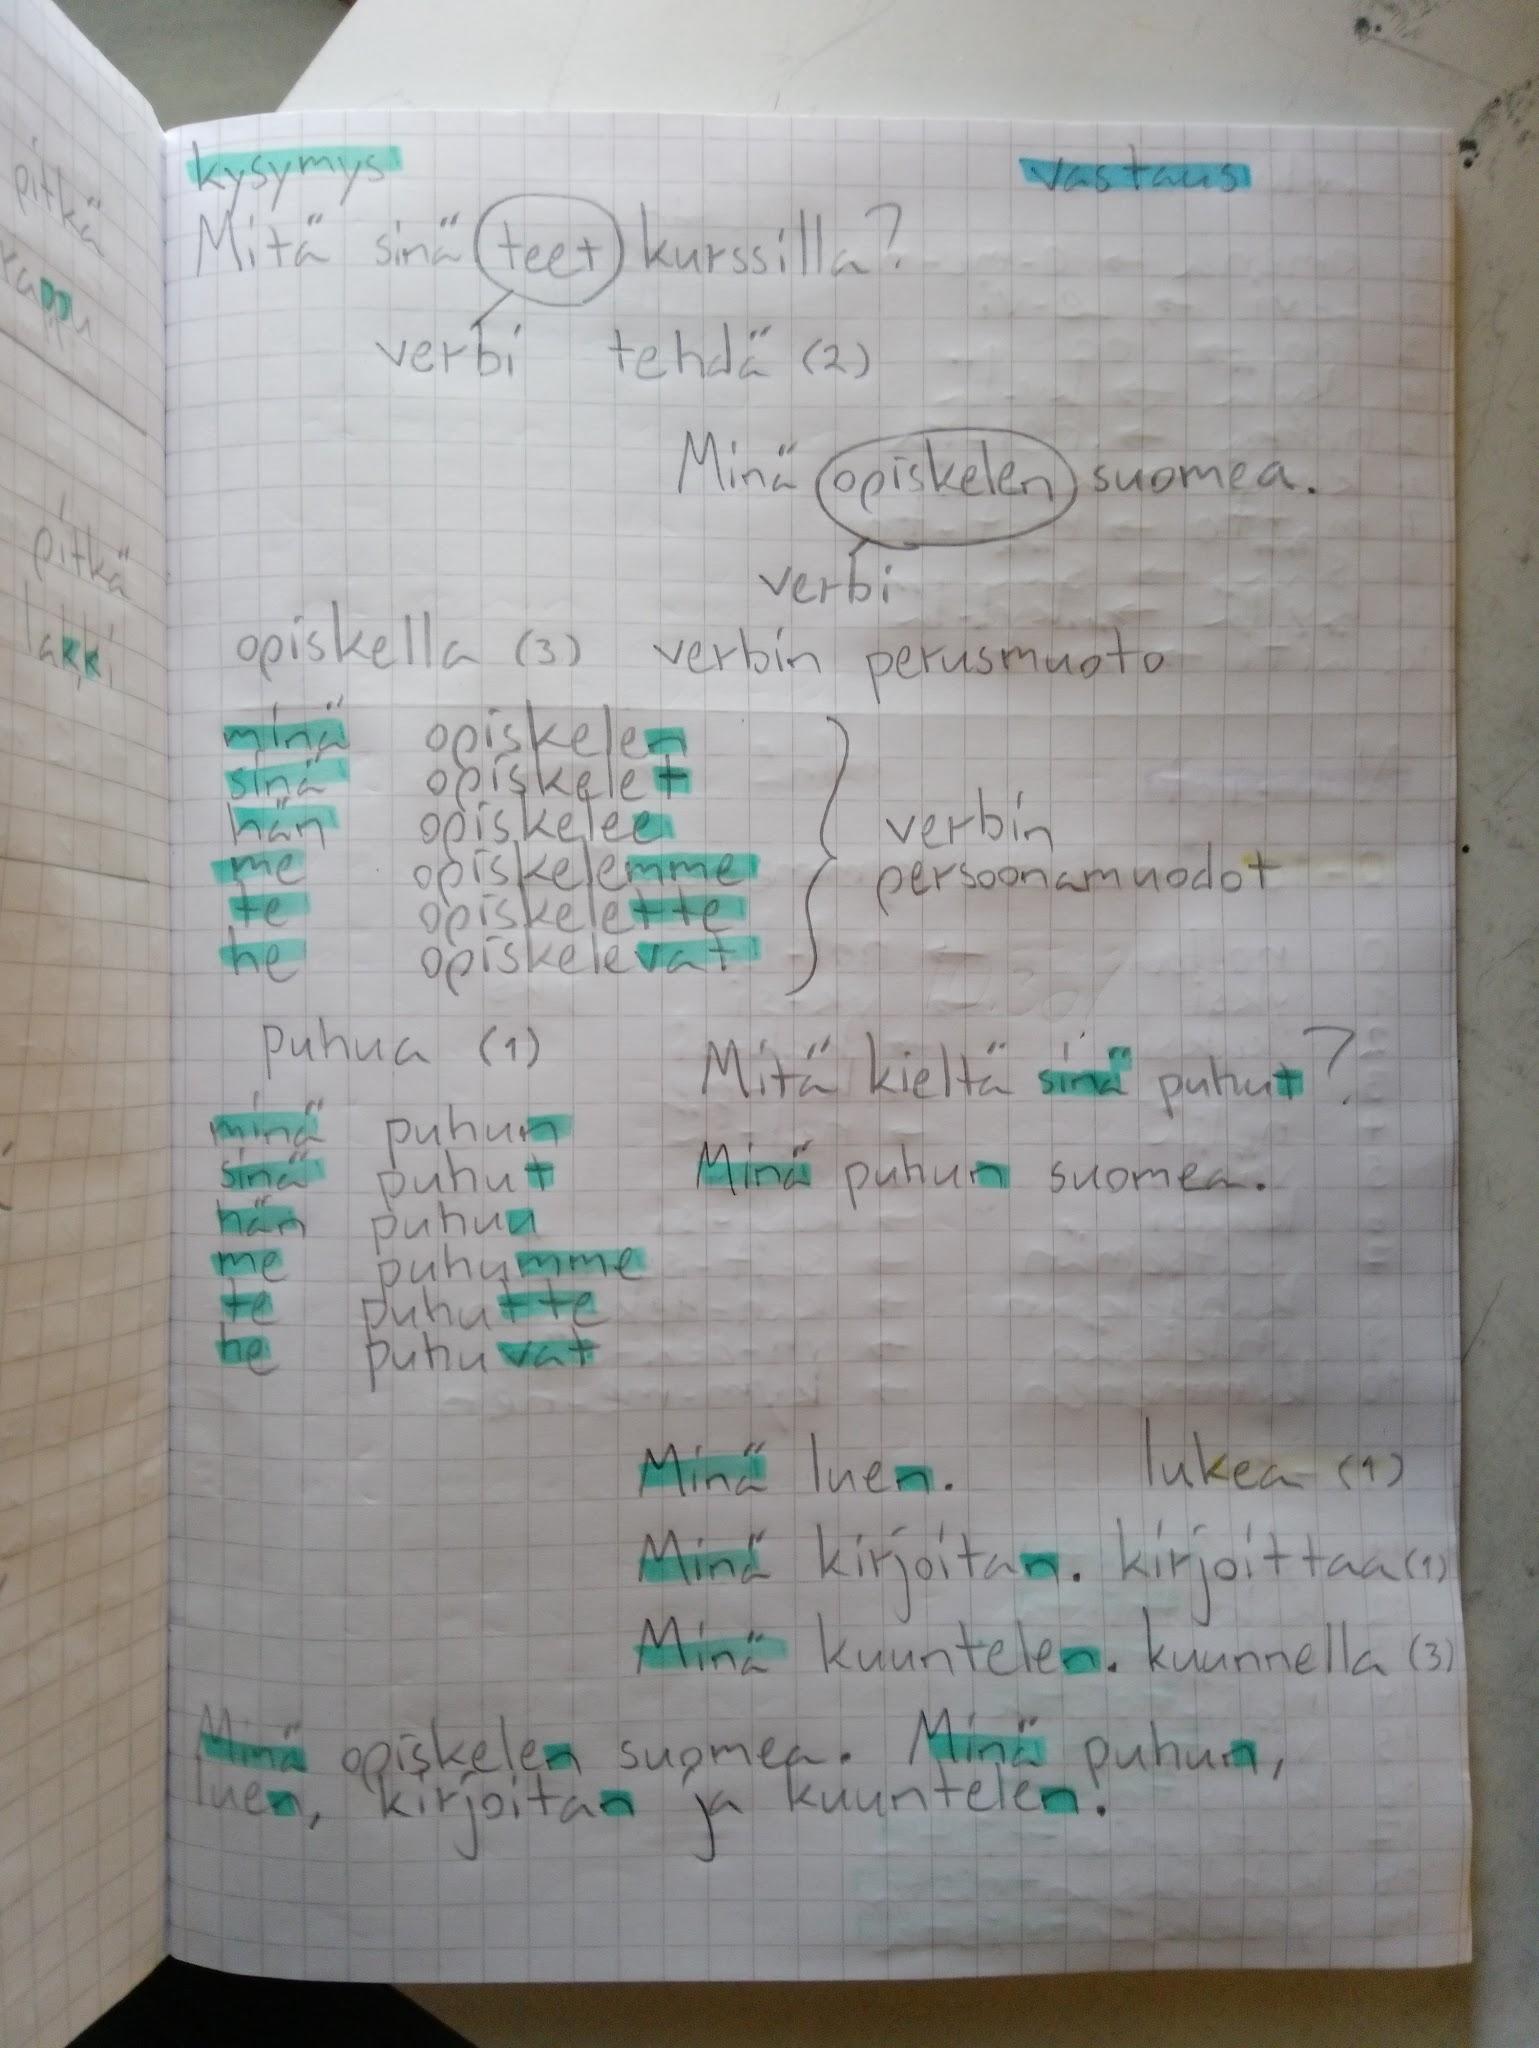 pitkä
kysymys vastaus
Mitä sinä teet kurssilla?
verbi tehdä (2)
Minä opiskelen suomea.
pitkä
lakki
verbi
opiskella (3) verbin perusmuoto
minä opiskelen
sinä opiskelet
hän opiskelee
me opiskelemme
te opiskelette
he opiskelevat
verbin
persoonamuodot
puhua (1)
Mitä kieltä sinä puhut?
minä puhun
sinä puhut
Minä puhun suomea.
hän puhuu
me puhumme
te puhutte
he puhuvat
Minä luen. lukea (1)
Minä kirjoitan. kirjoittaa (1)
Minä kuuntelen. kuunnella (3)
Minä opiskelen suomea. Minä puhun,
luen, kirjoitan ja kuuntelen.